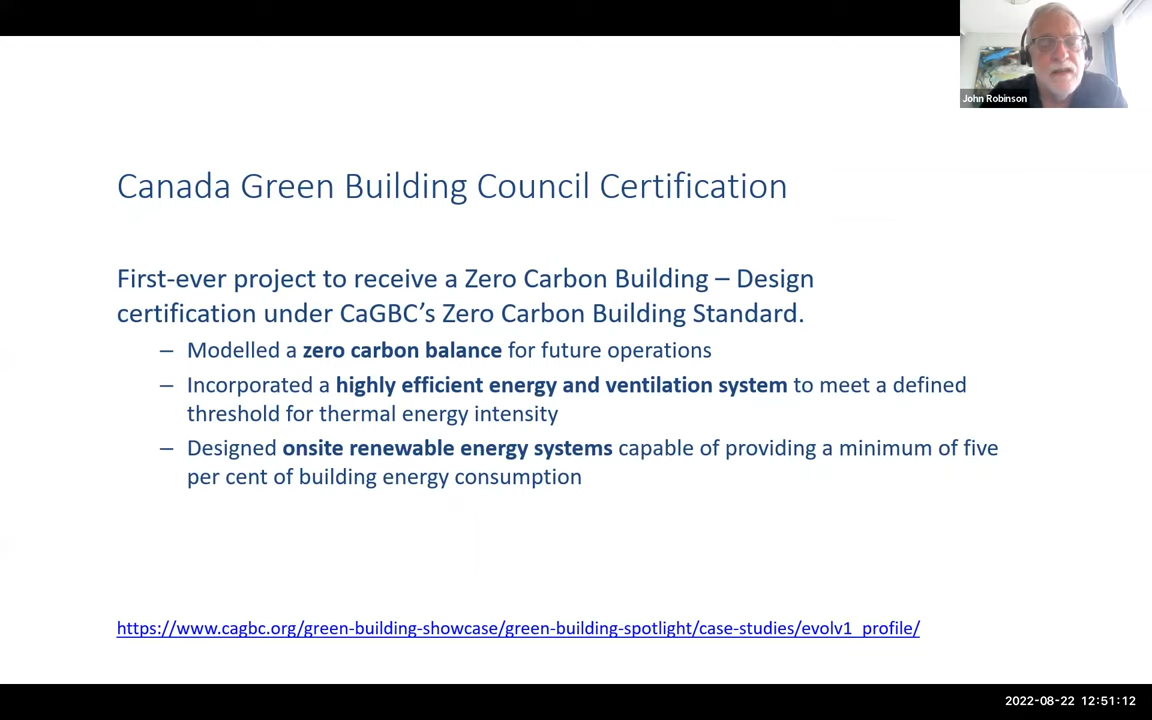 John Robinson
Canada Green Building Council Certification
First-ever project to receive a Zero Carbon Building – Design
certification under CaGBC’s Zero Carbon Building Standard.
– Modelled a zero carbon balance for future operations
– Incorporated a highly efficient energy and ventilation system to meet a defined
threshold for thermal energy intensity
– Designed onsite renewable energy systems capable of providing a minimum of five
per cent of building energy consumption
https://www.cagbc.org/green-building-showcase/green-building-spotlight/case-studies/evolv1_profile/
2022-08-22 12:51:12